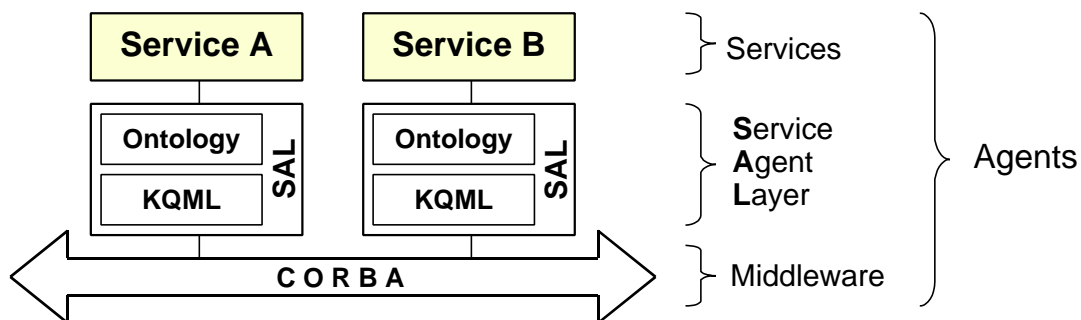 Service A
Service B
Services
Ontology
KQML
SAL
Ontology
KQML
SAL
Service
Agent
Layer
Agents
CORBA
Middleware